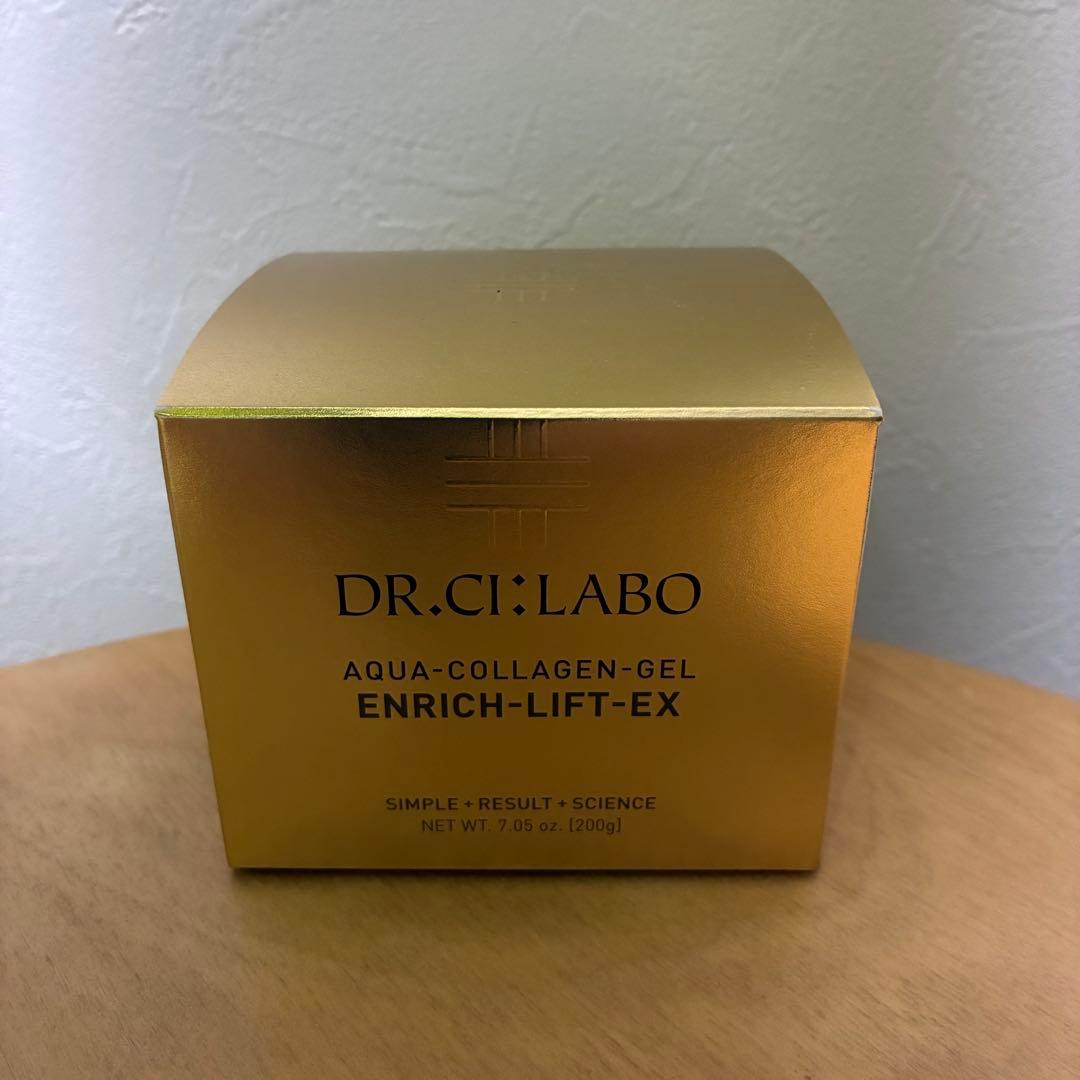 DR.CI:LABO
AQUA-COLLAGEN-GEL
ENRICH-LIFT-EX
SIMPLE + RESULT + SCIENCE
NET WT. 7.05 oz. [200g]